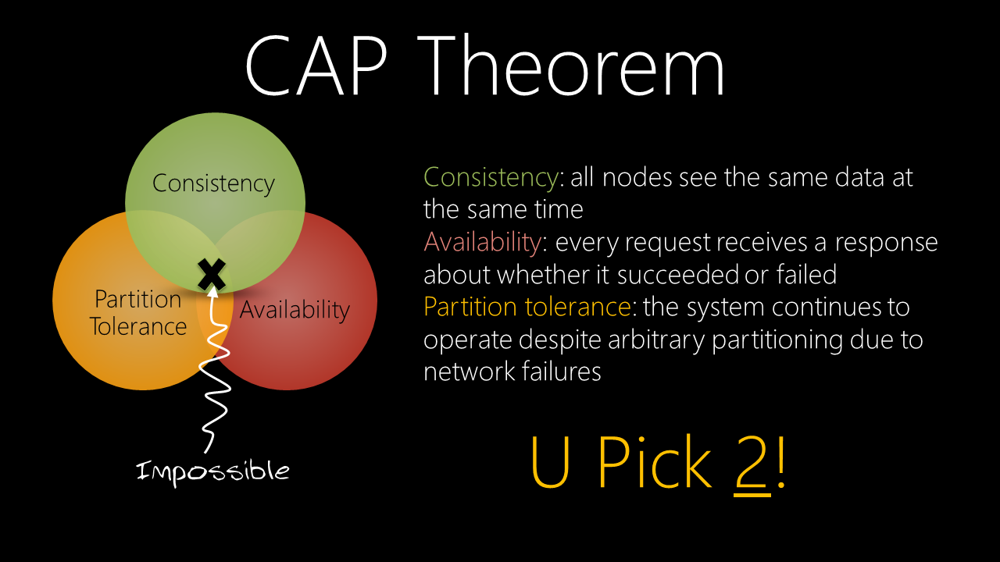 CAP Theorem
Consistency
Partition
Tolerance
Availability
Impossible
Consistency: all nodes see the same data at
the same time
Availability: every request receives a response
about whether it succeeded or failed
Partition tolerance: the system continues to
operate despite arbitrary partitioning due to
network failures
U Pick 2!